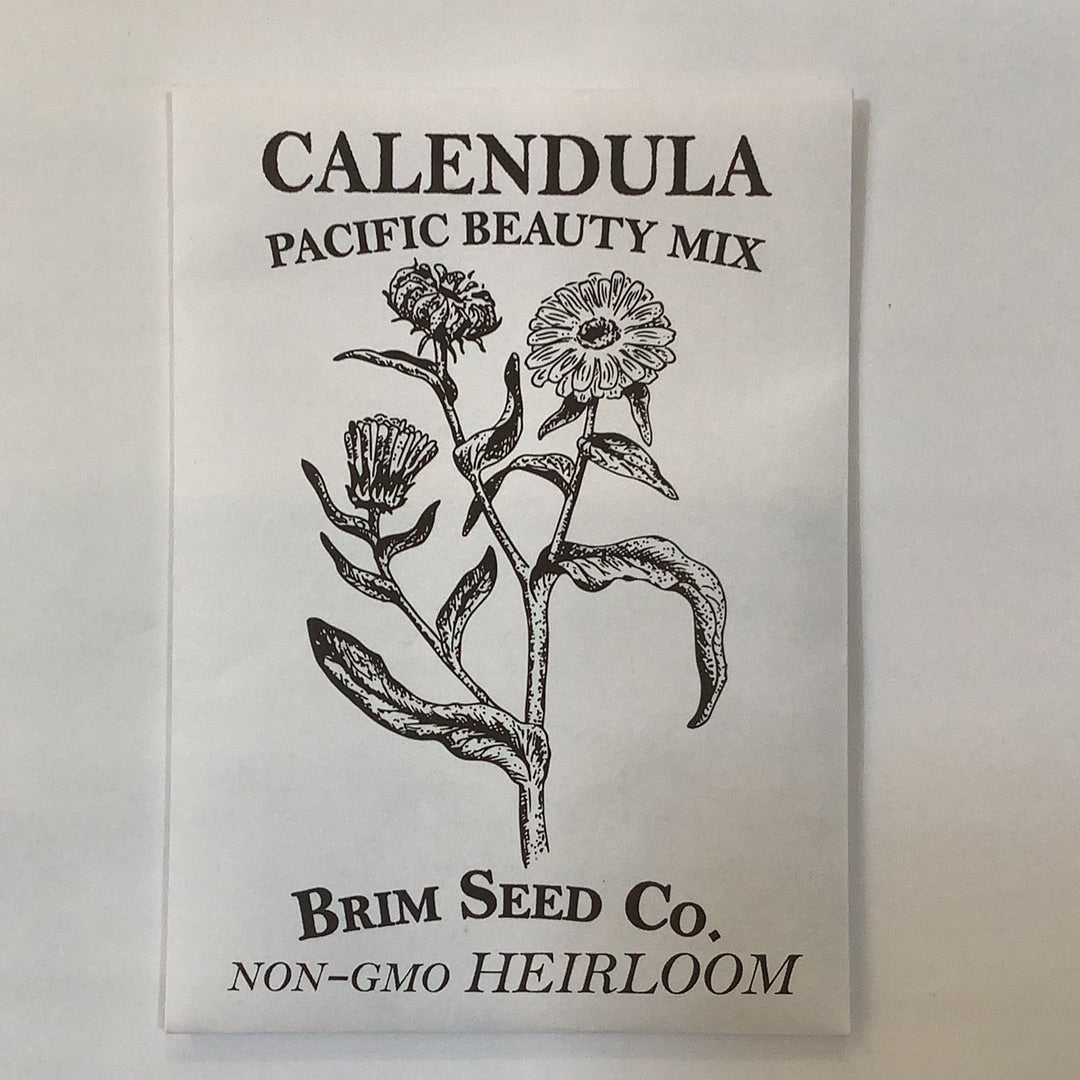 CALENDULA
PACIFIC BEAUTY MIX
BRIM SEED CO.
NON-GMO HEIRLOOM